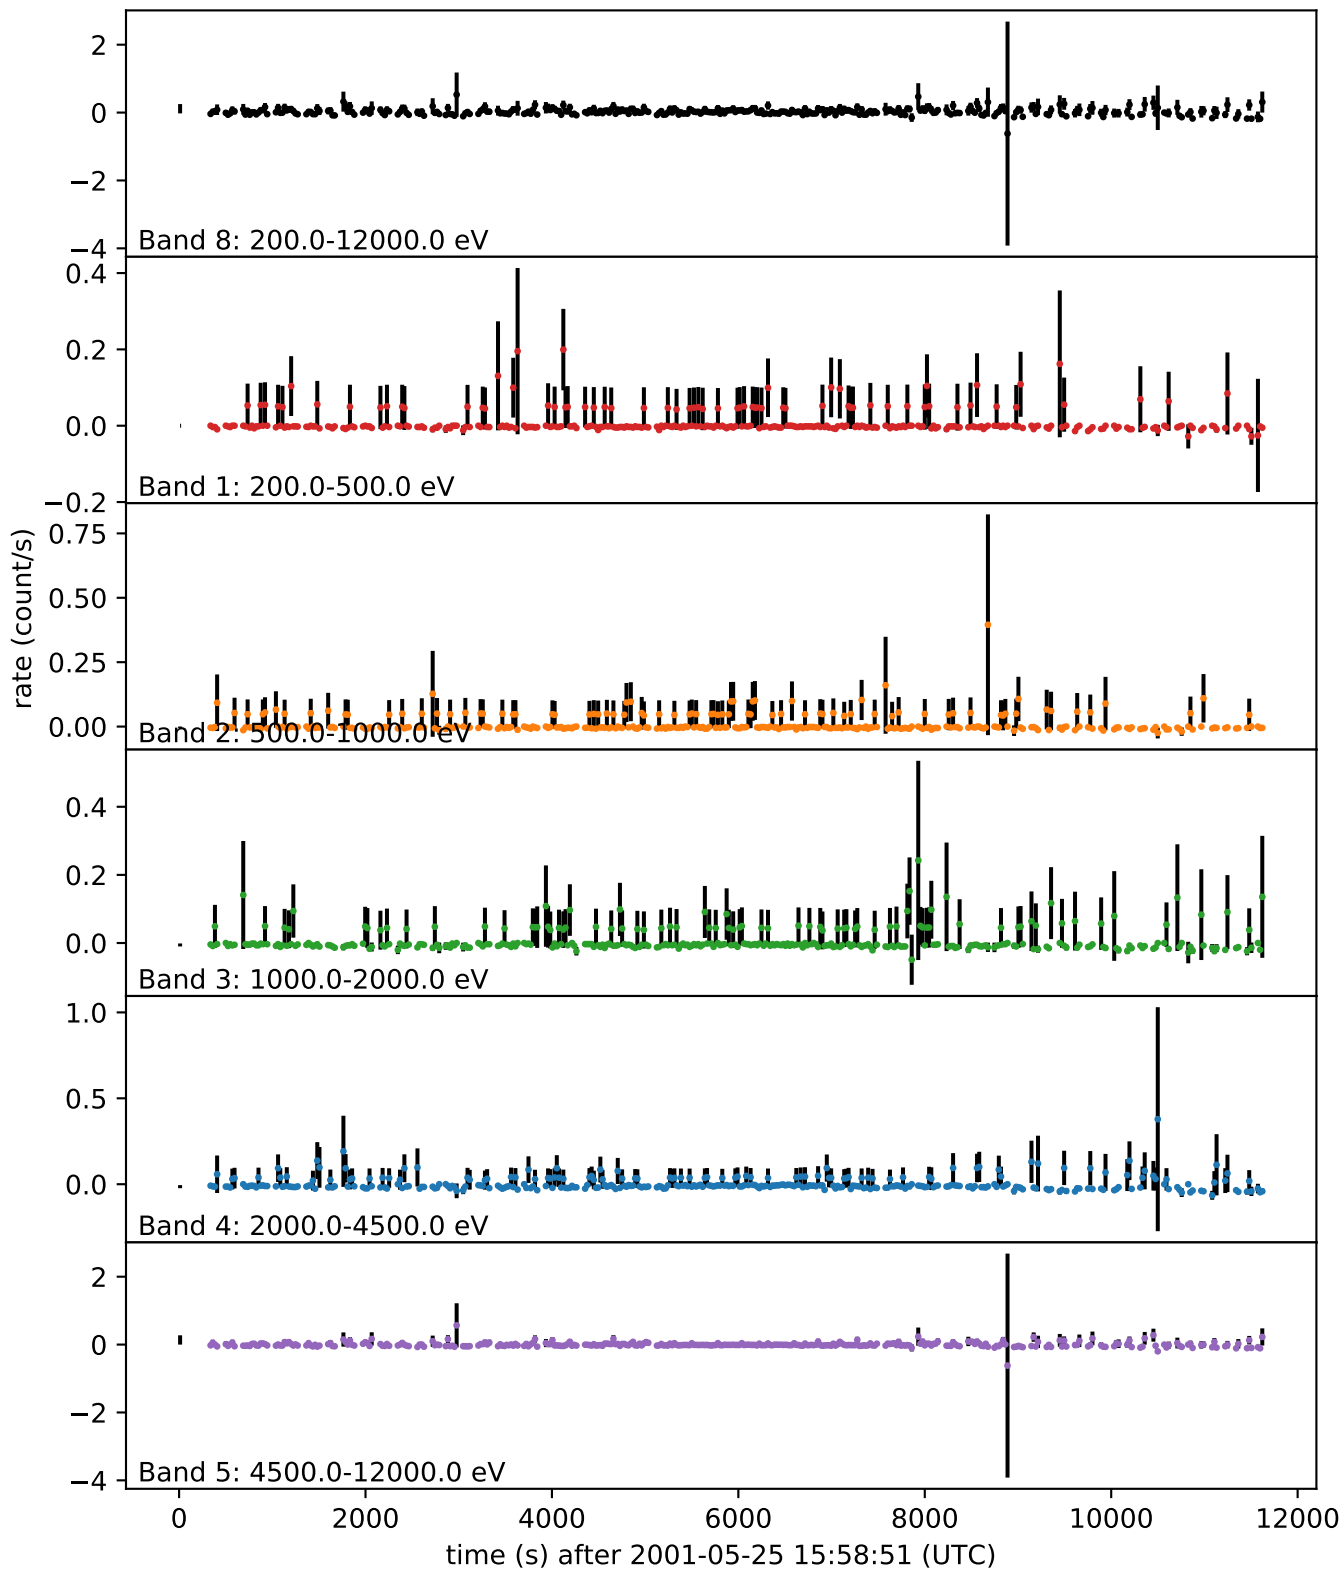 2
0
−2
−4
Band 8: 200.0-12000.0 eV
0.4
0.2
0.0
−0.2
Band 1: 200.0-500.0 eV
rate (count/s)
0.75
0.50
0.25
0.00
Band 2: 500.0-1000.0 eV
0.4
0.2
0.0
Band 3: 1000.0-2000.0 eV
1.0
0.5
0.0
Band 4: 2000.0-4500.0 eV
2
0
−2
−4
Band 5: 4500.0-12000.0 eV
0 2000 4000 6000 8000 10000 12000
time (s) after 2001-05-25 15:58:51 (UTC)